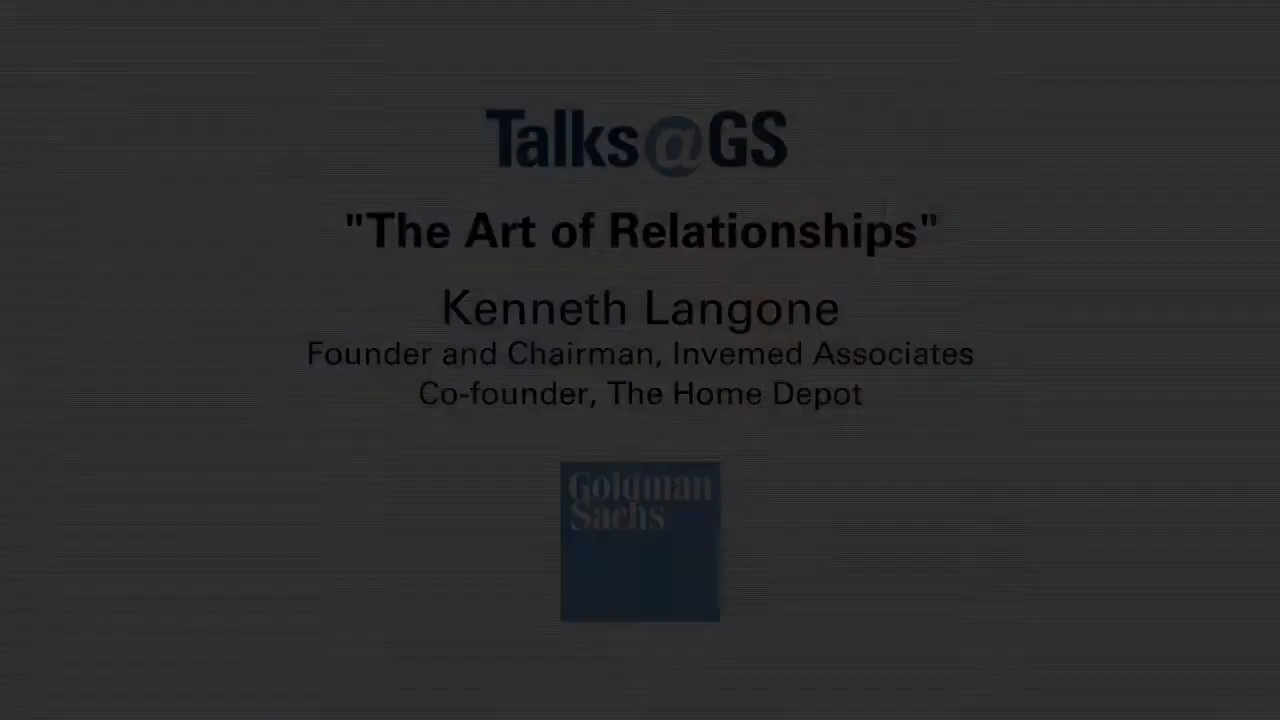 Talks@GS
"The Art of Relationships"
Kenneth Langone
Founder and Chairman, Invemed Associates
Co-founder, The Home Depot
Goldman
Sachs